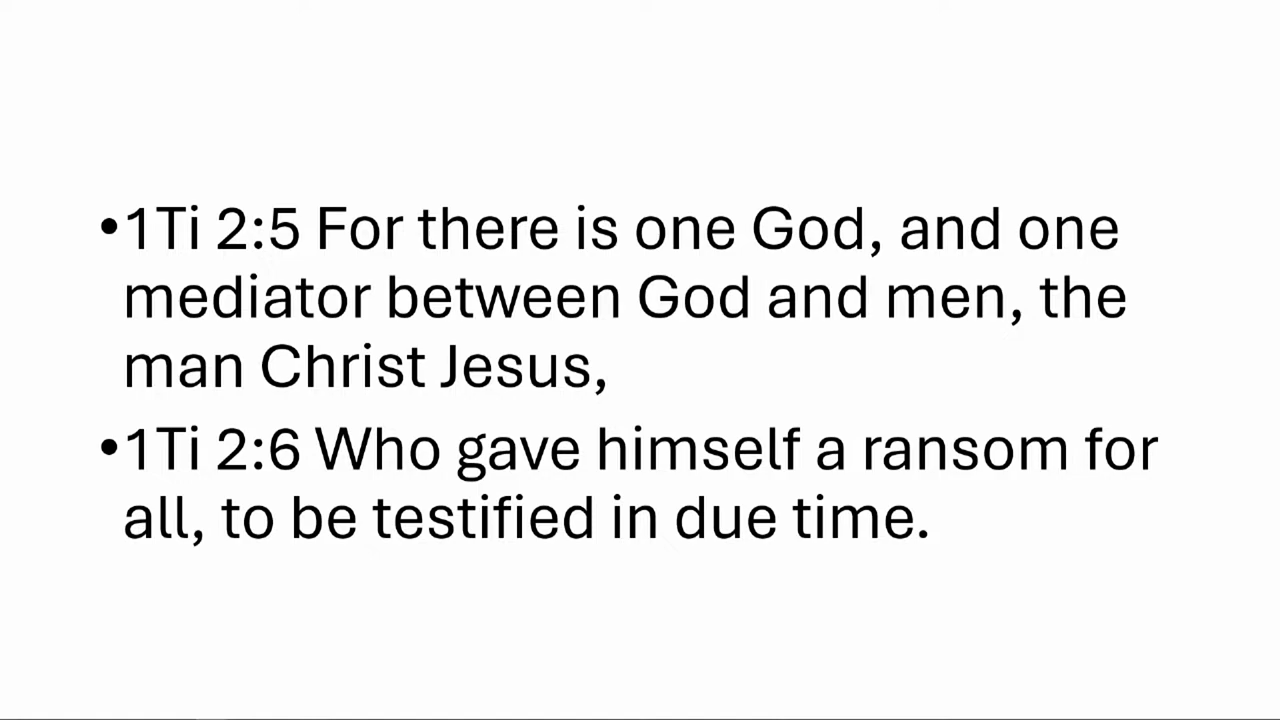 •1Ti 2:5 For there is one God, and one
mediator between God and men, the
man Christ Jesus,
•1Ti 2:6 Who gave himself a ransom for
all, to be testified in due time.